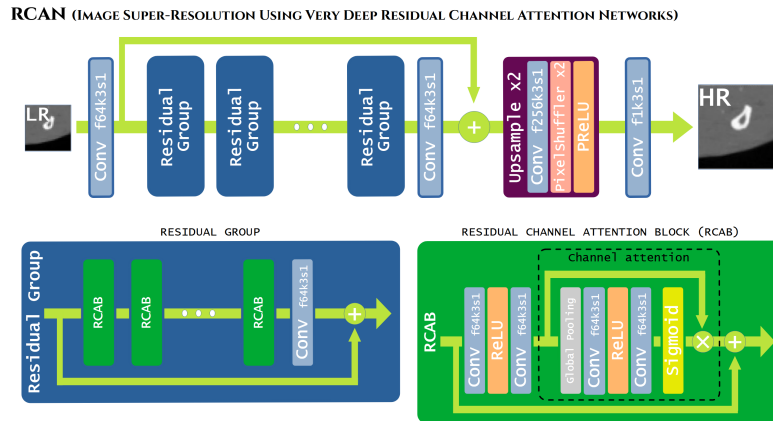 RCAN (Image Super-Resolution Using Very Deep Residual Channel Attention Networks)
LR
Conv f64k3s1
Residual Group
Residual Group
Residual Group
Conv f64k3s1
+
Upsample x2
Conv f256k3s1
PixelShuffler x2
PReLU
Conv f1k3s1
HR
RESIDUAL GROUP
Residual Group
RCAB
RCAB
RCAB
Conv f64k3s1
+
RESIDUAL CHANNEL ATTENTION BLOCK (RCAB)
Channel attention
RCAB
Conv f64k3s1
ReLU
Conv f64k3s1
Global Pooling
Conv f64k3s1
ReLU
Conv f64k3s1
Sigmoid
×
+